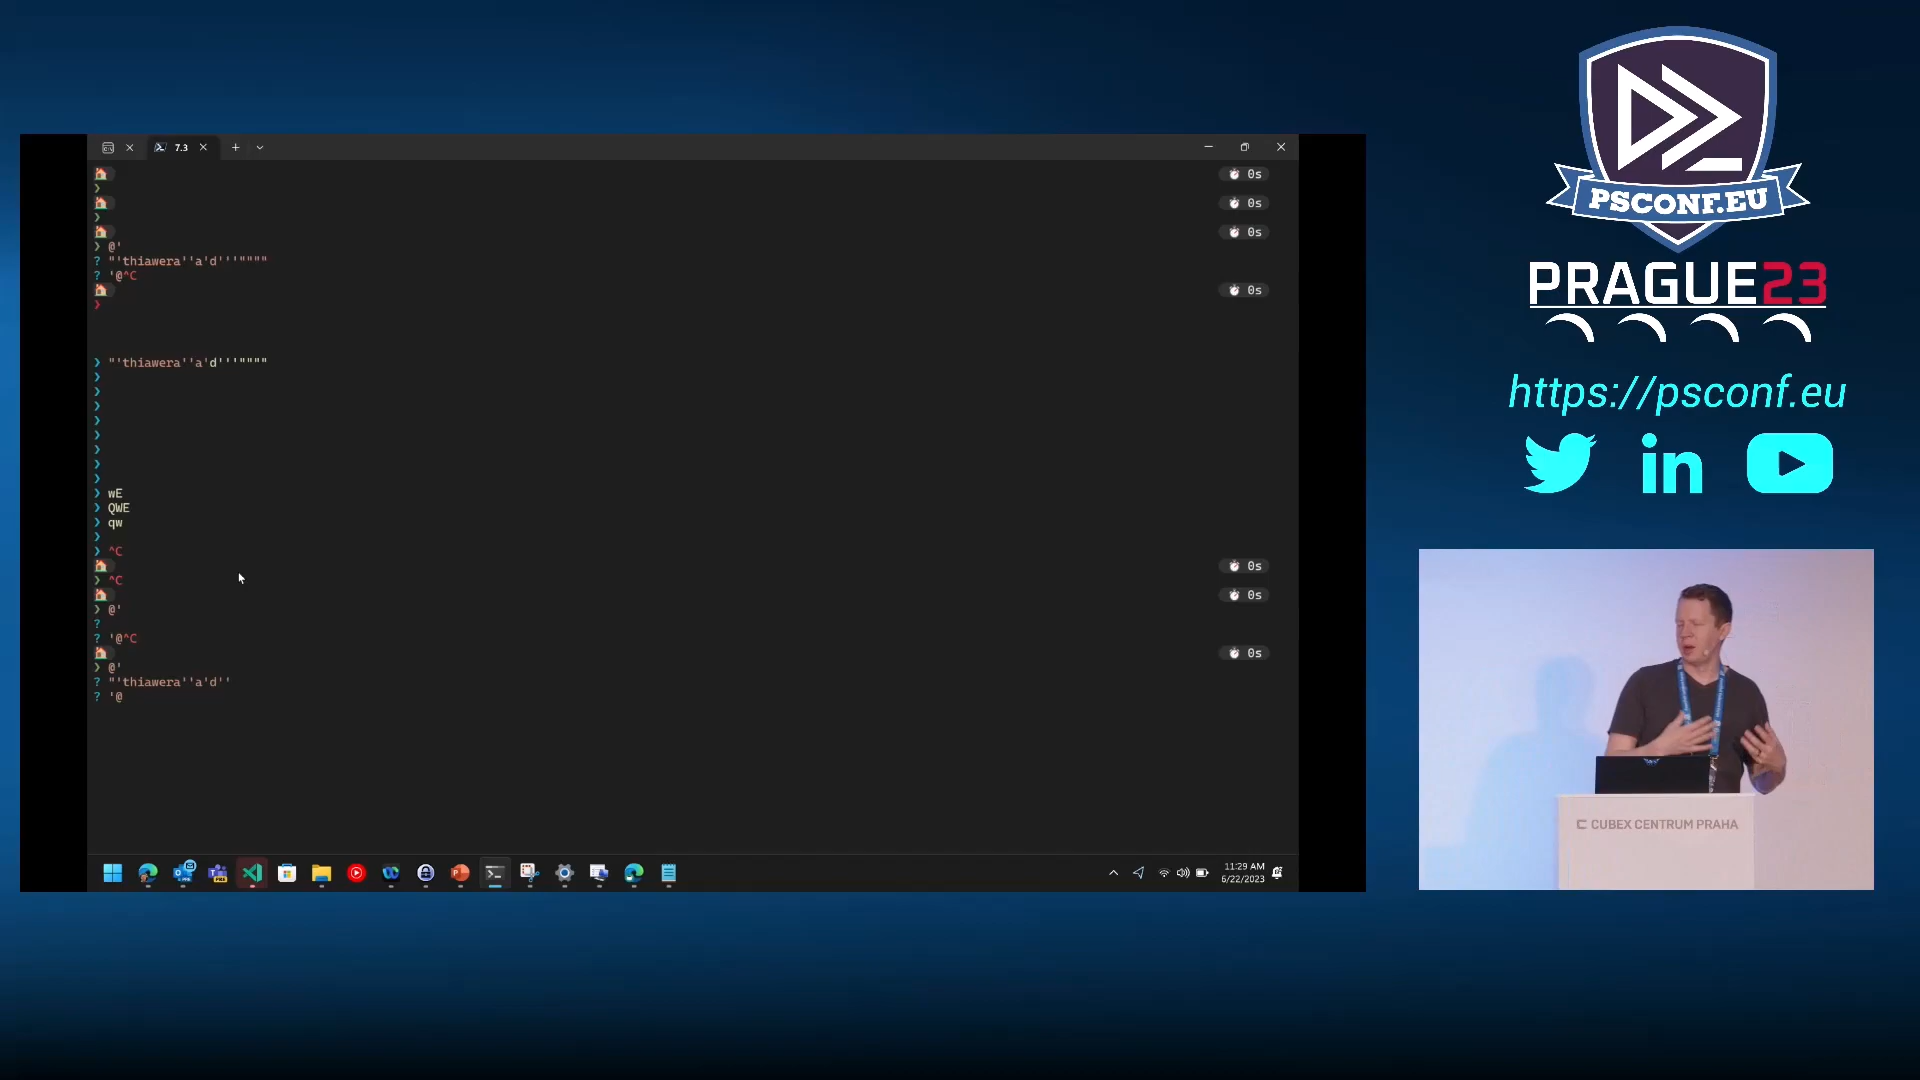 7.3
0s
0s
0s
❯
❯
❯ @'
? "'thiawera''a'd'''""""
? '@^C
0s
❯
❯ "'thiawera''a'd'''""""
❯
❯
❯
❯
❯
❯
❯
❯
❯ wE
❯ QWE
❯ qw
❯
❯ ^C
0s
❯ ^C
0s
❯ @'
?
? '@^C
0s
❯ @'
? "'thiawera''a'd''
? '@
11:29 AM
6/22/2023
PSCONF.EU
PRAGUE23
https://psconf.eu
in
CUBEX CENTRUM PRAHA